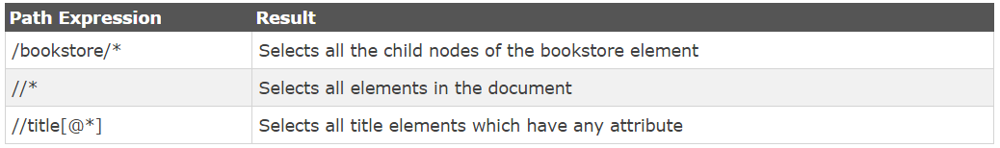 Path Expression Result
/bookstore/* Selects all the child nodes of the bookstore element
//* Selects all elements in the document
//title[@*] Selects all title elements which have any attribute